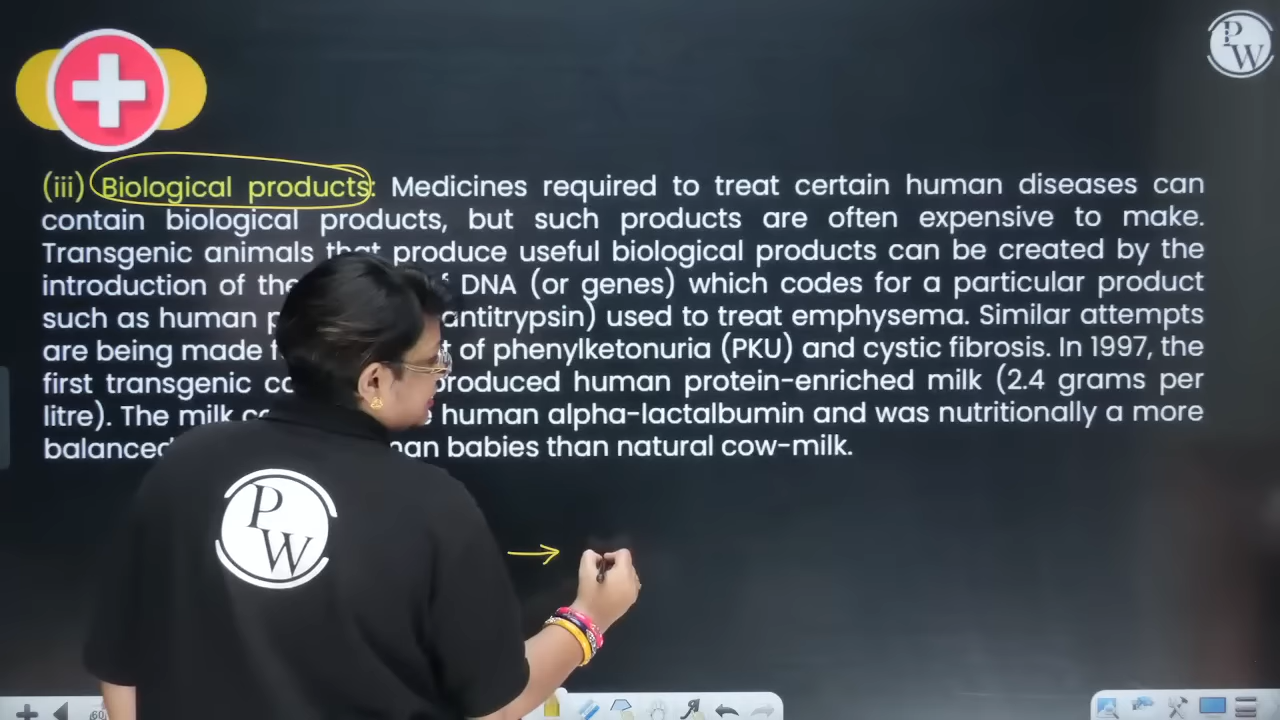 P
W
(iii) Biological products: Medicines required to treat certain human diseases can
contain biological products, but such products are often expensive to make.
Transgenic animals that produce useful biological products can be created by the
introduction of the DNA (or genes) which codes for a particular product
such as human antitrypsin) used to treat emphysema. Similar attempts
are being made of phenylketonuria (PKU) and cystic fibrosis. In 1997, the
first transgenic produced human protein-enriched milk (2.4 grams per
litre). The milk human alpha-lactalbumin and was nutritionally a more
balanced babies than natural cow-milk.
P
W